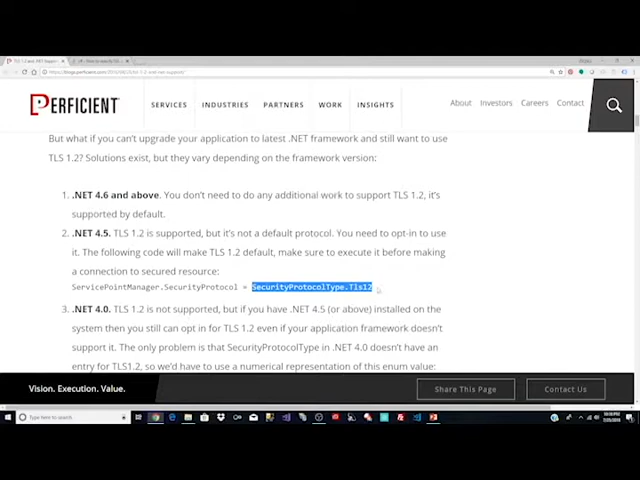 PERFICIENT
SERVICES
INDUSTRIES
PARTNERS
WORK
INSIGHTS
About
Investors
Careers
Contact
But what if you can't upgrade your application to latest .NET framework and still want to use
TLS 1.2? Solutions exist, but they vary depending on the framework version:
1. .NET 4.6 and above. You don't need to do any additional work to support TLS 1.2, it's
supported by default.
2. .NET 4.5. TLS 1.2 is supported, but it's not a default protocol. You need to opt-in to use
it. The following code will make TLS 1.2 default, make sure to execute it before making
a connection to secured resource:
ServicePointManager.SecurityProtocol = SecurityProtocolType.Tls12
3. .NET 4.0. TLS 1.2 is not supported, but if you have .NET 4.5 (or above) installed on the
system then you still can opt in for TLS 1.2 even if your application framework doesn't
support it. The only problem is that SecurityProtocolType in .NET 4.0 doesn't have an
entry for TLS1.2, so we'd have to use a numerical representation of this enum value:
Vision. Execution. Value.
Share This Page
Contact Us
Type here to search